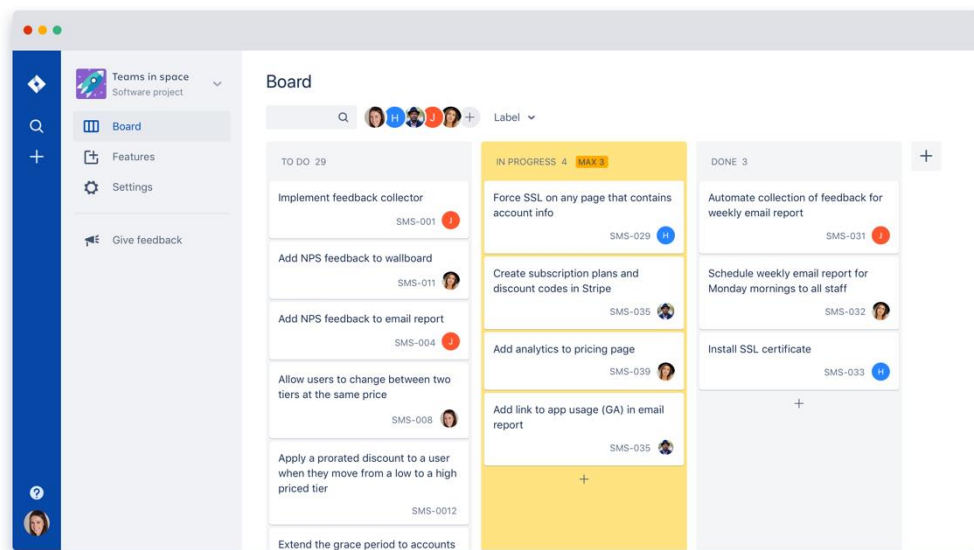 Teams in space
Software project
Board
Features
Settings
Give feedback
Board
H
J
Label
TO DO 29
Implement feedback collector
SMS-001
J
Add NPS feedback to wallboard
SMS-011
Add NPS feedback to email report
SMS-004
J
Allow users to change between two
tiers at the same price
SMS-008
Apply a prorated discount to a user
when they move from a low to a high
priced tier
SMS-0012
Extend the grace period to accounts
IN PROGRESS 4 MAX 3
Force SSL on any page that contains
account info
SMS-029
H
Create subscription plans and
discount codes in Stripe
SMS-035
Add analytics to pricing page
SMS-039
Add link to app usage (GA) in email
report
SMS-035
DONE 3
Automate collection of feedback for
weekly email report
SMS-031
J
Schedule weekly email report for
Monday mornings to all staff
SMS-032
Install SSL certificate
SMS-033
H